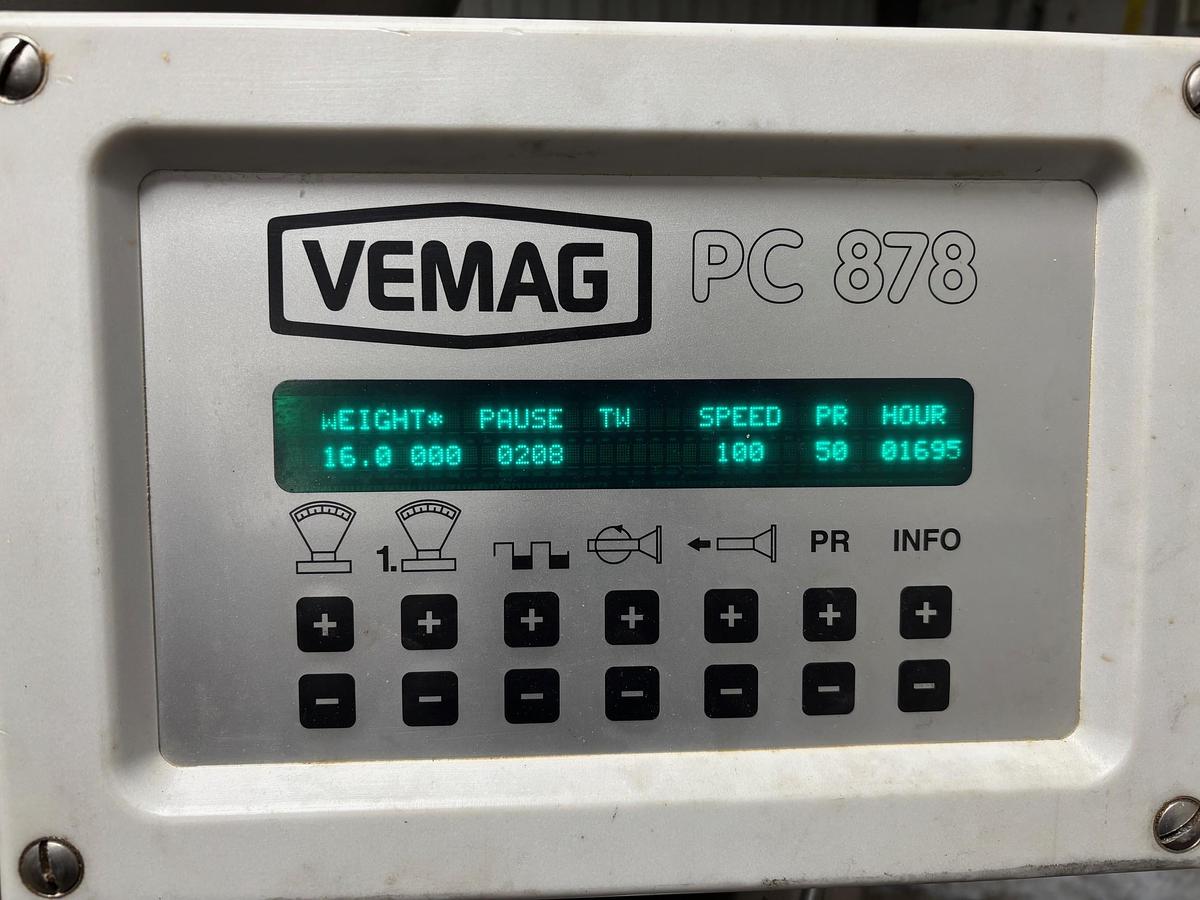 VEMAG PC 878
WEIGHT* PAUSE TW SPEED PR HOUR
16.0 000 0208 100 50 01695
1. PR INFO
+ + + + + + +
- - - - - - -